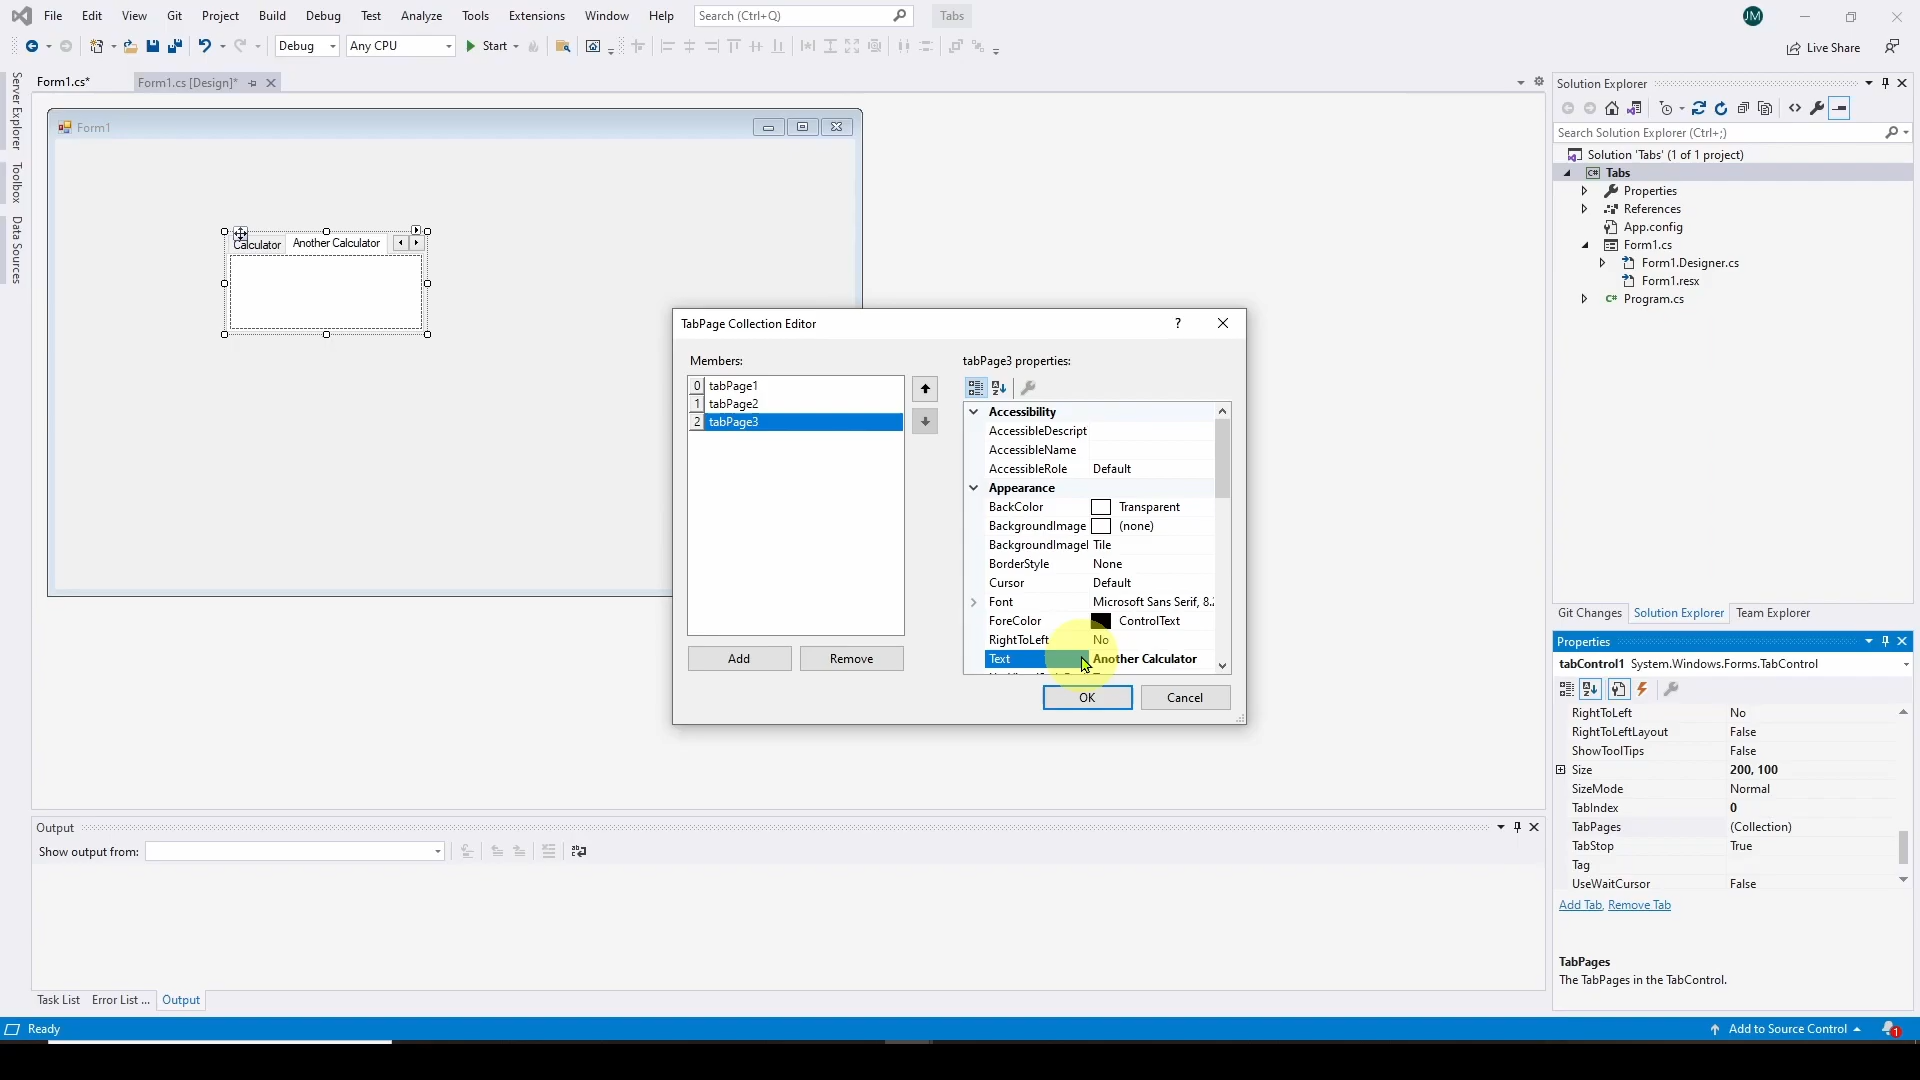 File Edit View Git Project Build Debug Test Analyze Tools Extensions Window Help Search (Ctrl+Q) Tabs JM
Debug Any CPU Start Live Share
Server Explorer
Toolbox
Data Sources
Form1.cs* Form1.cs [Design]*
Form1
Calculator Another Calculator
TabPage Collection Editor ?
Members:
0 tabPage1
1 tabPage2
2 tabPage3
Add Remove
tabPage3 properties:
Accessibility
AccessibleDescript
AccessibleName
AccessibleRole Default
Appearance
BackColor Transparent
BackgroundImage (none)
BackgroundImagel Tile
BorderStyle None
Cursor Default
Font Microsoft Sans Serif, 8.
ForeColor ControlText
RightToLeft No
Text Another Calculator
OK Cancel
Solution Explorer
Search Solution Explorer (Ctrl+;)
Solution 'Tabs' (1 of 1 project)
C# Tabs
Properties
References
App.config
Form1.cs
Form1.Designer.cs
Form1.resx
C# Program.cs
Git Changes Solution Explorer Team Explorer
Properties
tabControl1 System.Windows.Forms.TabControl
RightToLeft No
RightToLeftLayout False
ShowToolTips False
Size 200, 100
SizeMode Normal
TabIndex 0
TabPages (Collection)
TabStop True
Tag
UseWaitCursor False
Add Tab, Remove Tab
TabPages
The TabPages in the TabControl.
Output
Show output from:
Task List Error List ... Output
Ready Add to Source Control 1